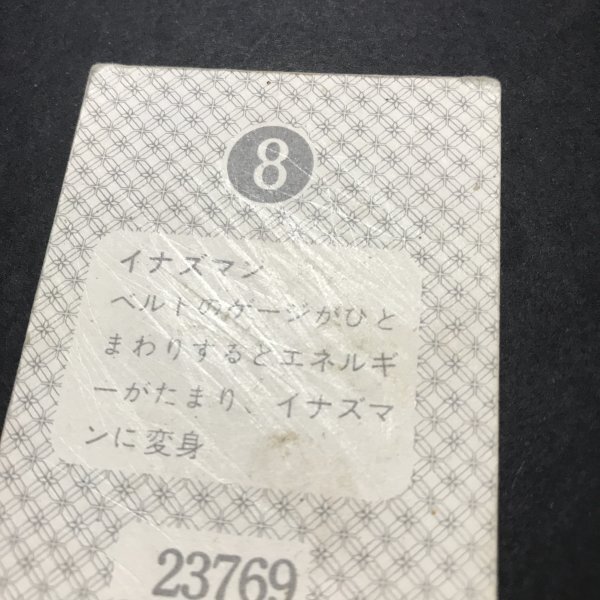 8
イナズマン
ベルトのゲージがひと
まわりするとエネルギ
ーがたまり、イナズマ
ンに変身
23769